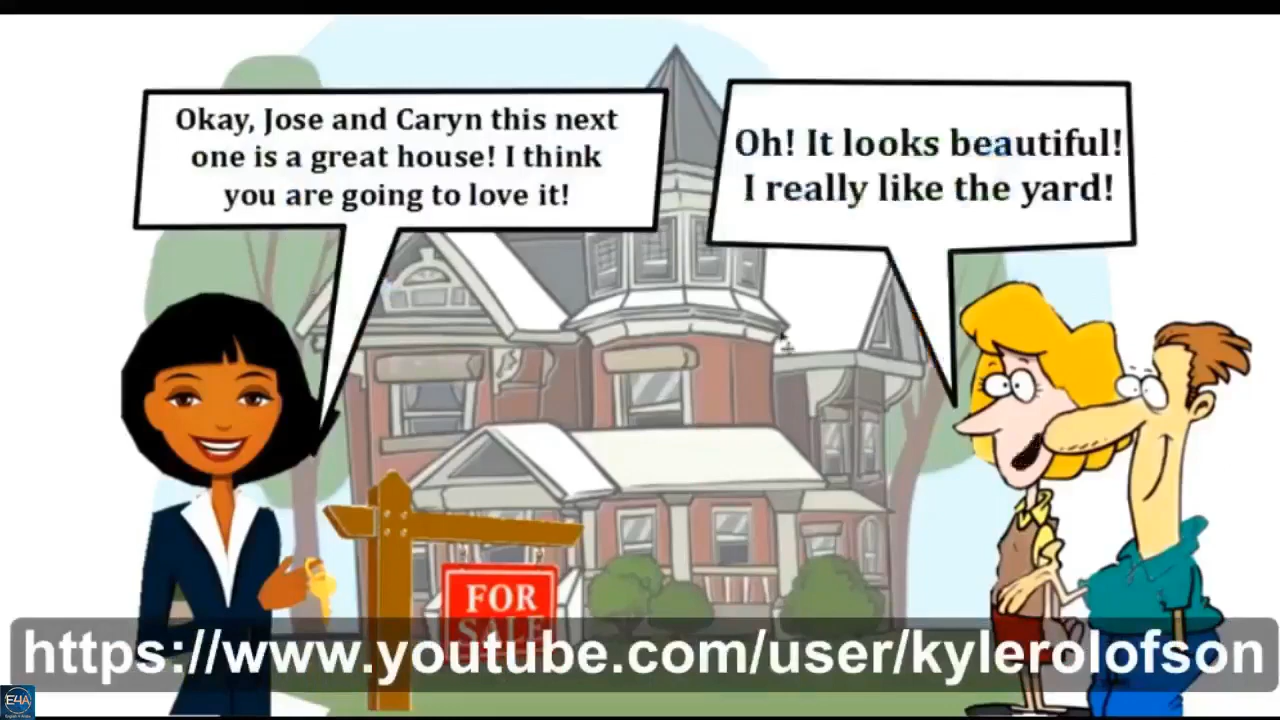 Okay, Jose and Caryn this next
one is a great house! I think
you are going to love it!
Oh! It looks beautiful!
I really like the yard!
FOR
SALE
https://www.youtube.com/user/kylerolofson
E4A